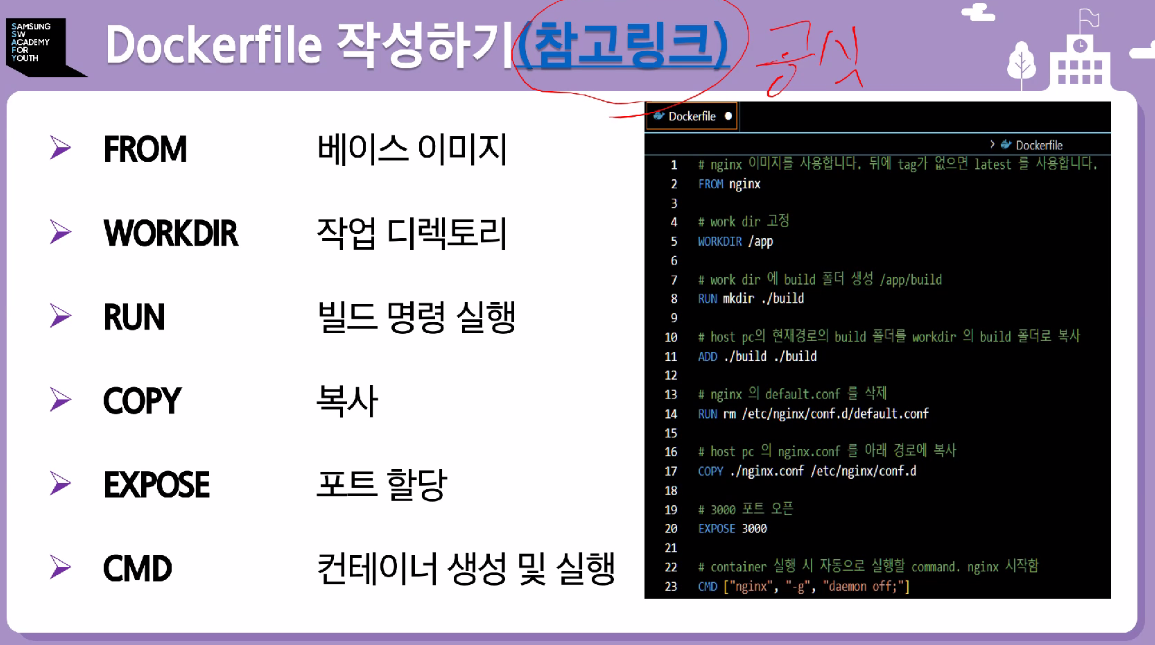 SAMSUNG
SW
ACADEMY
FOR
YOUTH
Dockerfile 작성하기(참고링크)
공식
FROM 베이스 이미지
WORKDIR 작업 디렉토리
RUN 빌드 명령 실행
COPY 복사
EXPOSE 포트 할당
CMD 컨테이너 생성 및 실행
Dockerfile
Dockerfile
1 # nginx 이미지를 사용합니다. 뒤에 tag가 없으면 latest 를 사용합니다.
2 FROM nginx
3
4 # work dir 고정
5 WORKDIR /app
6
7 # work dir 에 build 폴더 생성 /app/build
8 RUN mkdir ./build
9
10 # host pc의 현재경로의 build 폴더를 workdir 의 build 폴더로 복사
11 ADD ./build ./build
12
13 # nginx 의 default.conf 를 삭제
14 RUN rm /etc/nginx/conf.d/default.conf
15
16 # host pc 의 nginx.conf 를 아래 경로에 복사
17 COPY ./nginx.conf /etc/nginx/conf.d
18
19 # 3000 포트 오픈
20 EXPOSE 3000
21
22 # container 실행 시 자동으로 실행할 command. nginx 시작함
23 CMD ["nginx", "-g", "daemon off;"]